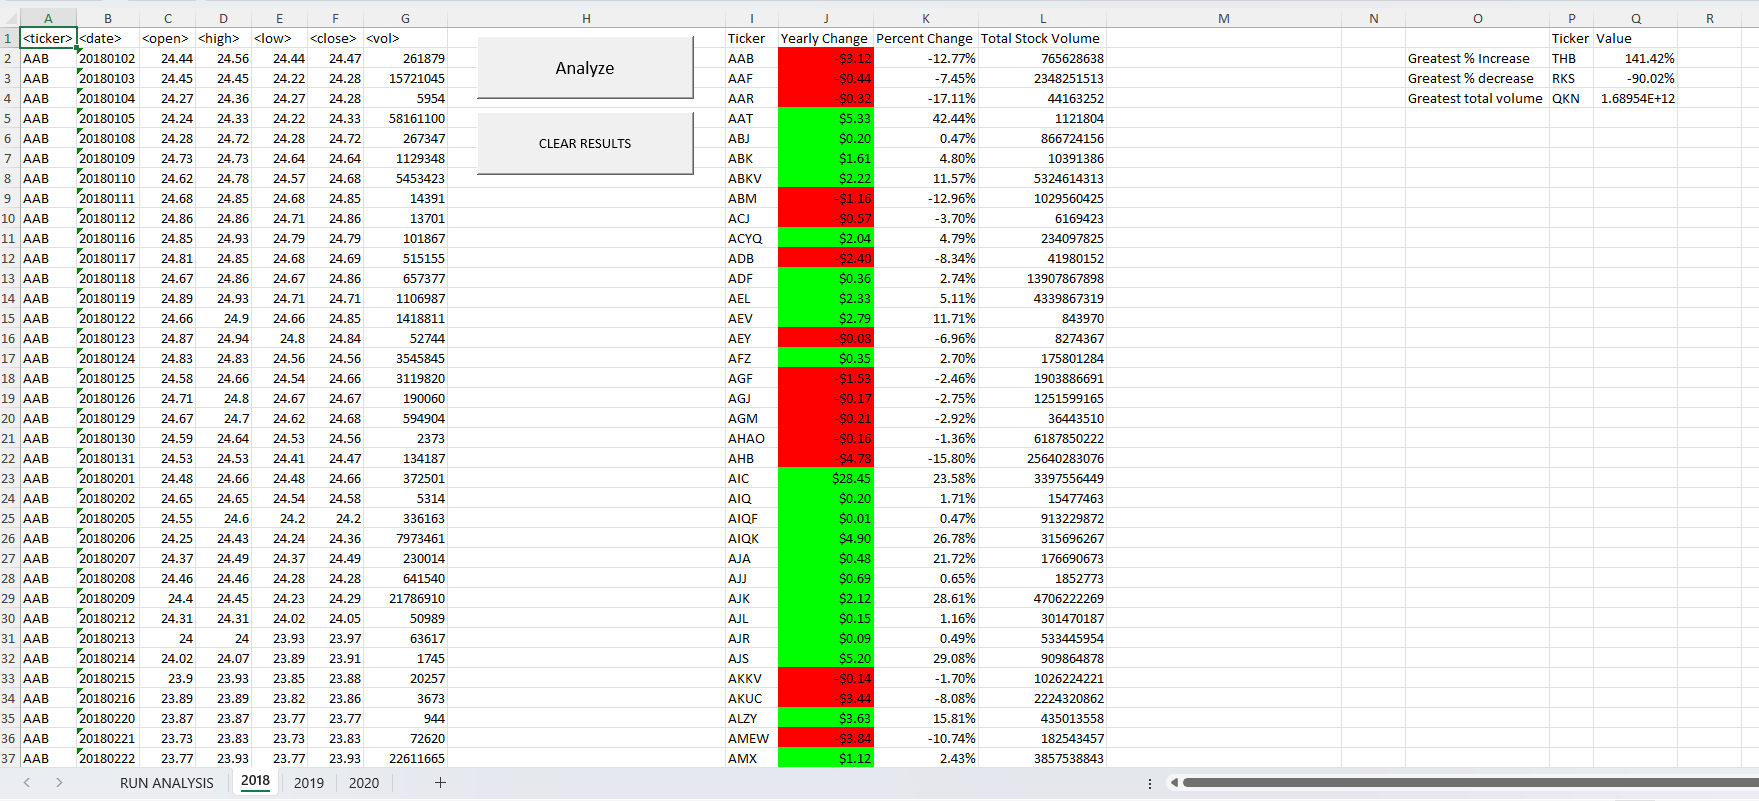 A B C D E F G H I J K L M N O P Q R
1 <ticker> <date> <open> <high> <low> <close> <vol> Ticker Yearly Change Percent Change Total Stock Volume Ticker Value
2 AAB 20180102 24.44 24.56 24.44 24.47 261879 AAB -$3.12 -12.77% 765628638 Greatest % Increase THB 141.42%
Analyze
3 AAB 20180103 24.45 24.45 24.22 24.28 15721045 AAF -$0.44 -7.45% 2348251513 Greatest % decrease RKS -90.02%
4 AAB 20180104 24.27 24.36 24.27 24.28 5954 AAR -$0.32 -17.11% 44163252 Greatest total volume QKN 1.68954E+12
5 AAB 20180105 24.24 24.33 24.22 24.33 58161100 AAT $5.33 42.44% 1121804
6 AAB 20180108 24.28 24.72 24.28 24.72 267347 ABJ $0.20 0.47% 866724156
CLEAR RESULTS
7 AAB 20180109 24.73 24.73 24.64 24.64 1129348 ABK $1.61 4.80% 10391386
8 AAB 20180110 24.62 24.78 24.57 24.68 5453423 ABKV $2.22 11.57% 5324614313
9 AAB 20180111 24.68 24.85 24.68 24.85 14391 ABM -$1.16 -12.96% 1029560425
10 AAB 20180112 24.86 24.86 24.71 24.86 13701 ACJ -$0.57 -3.70% 6169423
11 AAB 20180116 24.85 24.93 24.79 24.79 101867 ACYQ $2.04 4.79% 234097825
12 AAB 20180117 24.81 24.85 24.68 24.69 515155 ADB -$2.40 -8.34% 41980152
13 AAB 20180118 24.67 24.86 24.67 24.86 657377 ADF $0.36 2.74% 13907867898
14 AAB 20180119 24.89 24.93 24.71 24.71 1106987 AEL $2.33 5.11% 4339867319
15 AAB 20180122 24.66 24.9 24.66 24.85 1418811 AEV $2.79 11.71% 843970
16 AAB 20180123 24.87 24.94 24.8 24.84 52744 AEY -$0.08 -6.96% 8274367
17 AAB 20180124 24.83 24.83 24.56 24.56 3545845 AFZ $0.35 2.70% 175801284
18 AAB 20180125 24.58 24.66 24.54 24.66 3119820 AGF -$1.53 -2.46% 1903886691
19 AAB 20180126 24.71 24.8 24.67 24.67 190060 AGJ -$0.17 -2.75% 1251599165
20 AAB 20180129 24.67 24.7 24.62 24.68 594904 AGM -$0.21 -2.92% 36443510
21 AAB 20180130 24.59 24.64 24.53 24.56 2373 AHAO -$0.16 -1.36% 6187850222
22 AAB 20180131 24.53 24.53 24.41 24.47 134187 AHB -$4.78 -15.80% 25640283076
23 AAB 20180201 24.48 24.66 24.48 24.66 372501 AIC $28.45 23.58% 3397556449
24 AAB 20180202 24.65 24.65 24.54 24.58 5314 AIQ $0.20 1.71% 15477463
25 AAB 20180205 24.55 24.6 24.2 24.2 336163 AIQF $0.01 0.47% 913229872
26 AAB 20180206 24.25 24.43 24.24 24.36 7973461 AIQK $4.90 26.78% 315696267
27 AAB 20180207 24.37 24.49 24.37 24.49 230014 AJA $0.48 21.72% 176690673
28 AAB 20180208 24.46 24.46 24.28 24.28 641540 AJJ $0.69 0.65% 1852773
29 AAB 20180209 24.4 24.45 24.23 24.29 21786910 AJK $2.12 28.61% 4706222269
30 AAB 20180212 24.31 24.31 24.02 24.05 50989 AJL $0.15 1.16% 301470187
31 AAB 20180213 24 24 23.93 23.97 63617 AJR $0.09 0.49% 533445954
32 AAB 20180214 24.02 24.07 23.89 23.91 1745 AJS $5.20 29.08% 909864878
33 AAB 20180215 23.9 23.93 23.85 23.88 20257 AKKV -$0.14 -1.70% 1026224221
34 AAB 20180216 23.89 23.89 23.82 23.86 3673 AKUC -$3.44 -8.08% 2224320862
35 AAB 20180220 23.87 23.87 23.77 23.77 944 ALZY $3.63 15.81% 435013558
36 AAB 20180221 23.73 23.83 23.73 23.83 72620 AMEW -$3.84 -10.74% 182543457
37 AAB 20180222 23.77 23.93 23.77 23.93 22611665 AMX $1.12 2.43% 3857538843
RUN ANALYSIS 2018 2019 2020 +